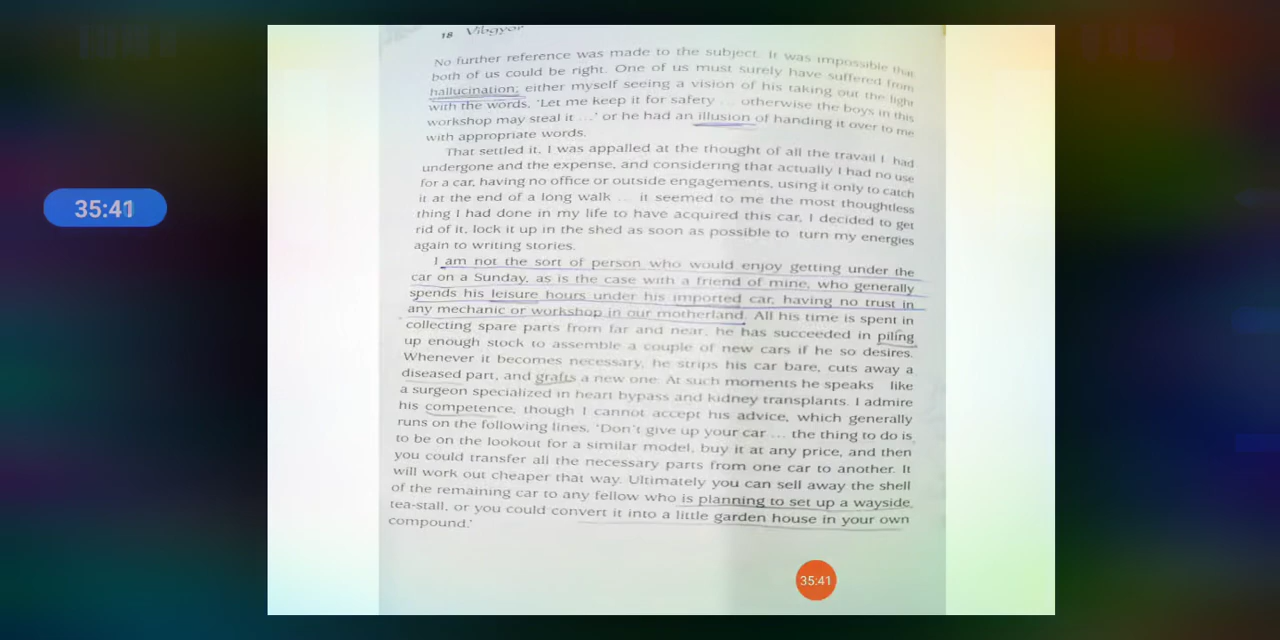 35:41
18 Vibgyor
No further reference was made to the subject. It was impossible that
both of us could be right. One of us must surely have suffered from
hallucination; either myself seeing a vision of his taking out the light
with the words, 'Let me keep it for safety ... otherwise the boys in this
workshop may steal it ...' or he had an illusion of handing it over to me
with appropriate words.
That settled it. I was appalled at the thought of all the travail I had
undergone and the expense, and considering that actually I had no use
for a car, having no office or outside engagements, using it only to catch
it at the end of a long walk ... it seemed to me the most thoughtless
thing I had done in my life to have acquired this car, I decided to get
rid of it, lock it up in the shed as soon as possible to turn my energies
again to writing stories.
I am not the sort of person who would enjoy getting under the
car on a Sunday, as is the case with a friend of mine, who generally
spends his leisure hours under his imported car, having no trust in
any mechanic or workshop in our motherland. All his time is spent in
collecting spare parts from far and near, he has succeeded in piling
up enough stock to assemble a couple of new cars if he so desires.
Whenever it becomes necessary, he strips his car bare, cuts away a
diseased part, and grafts a new one. At such moments he speaks like
a surgeon specialized in heart bypass and kidney transplants. I admire
his competence, though I cannot accept his advice, which generally
runs on the following lines, 'Don't give up your car ... the thing to do is,
to be on the lookout for a similar model, buy it at any price, and then
you could transfer all the necessary parts from one car to another. It
will work out cheaper that way. Ultimately you can sell away the shell
of the remaining car to any fellow who is planning to set up a wayside
tea-stall, or you could convert it into a little garden house in your own
compound.'
35:41